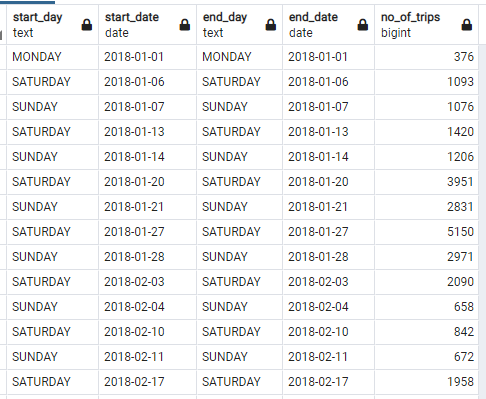 start_day start_date end_day end_date no_of_trips
text date text date bigint
MONDAY 2018-01-01 MONDAY 2018-01-01 376
SATURDAY 2018-01-06 SATURDAY 2018-01-06 1093
SUNDAY 2018-01-07 SUNDAY 2018-01-07 1076
SATURDAY 2018-01-13 SATURDAY 2018-01-13 1420
SUNDAY 2018-01-14 SUNDAY 2018-01-14 1206
SATURDAY 2018-01-20 SATURDAY 2018-01-20 3951
SUNDAY 2018-01-21 SUNDAY 2018-01-21 2831
SATURDAY 2018-01-27 SATURDAY 2018-01-27 5150
SUNDAY 2018-01-28 SUNDAY 2018-01-28 2971
SATURDAY 2018-02-03 SATURDAY 2018-02-03 2090
SUNDAY 2018-02-04 SUNDAY 2018-02-04 658
SATURDAY 2018-02-10 SATURDAY 2018-02-10 842
SUNDAY 2018-02-11 SUNDAY 2018-02-11 672
SATURDAY 2018-02-17 SATURDAY 2018-02-17 1958